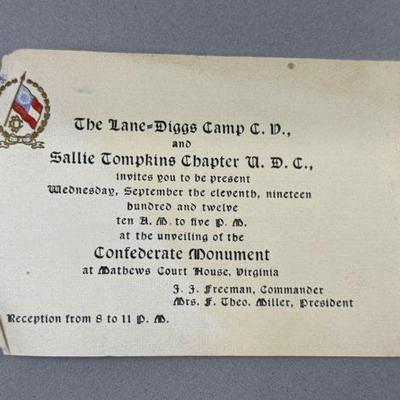 The Lane=Diggs Camp C. V.,
and
Sallie Tompkins Chapter U. D. C.,
invites you to be present
Wednesday, September the eleventh, nineteen
hundred and twelve
ten A. M. to five P. M.
at the unveiling of the
Confederate Monument
at Mathews Court House, Virginia
J. J. Freeman, Commander
Mrs. F. Theo. Miller, President
Reception from 8 to 11 P. M.